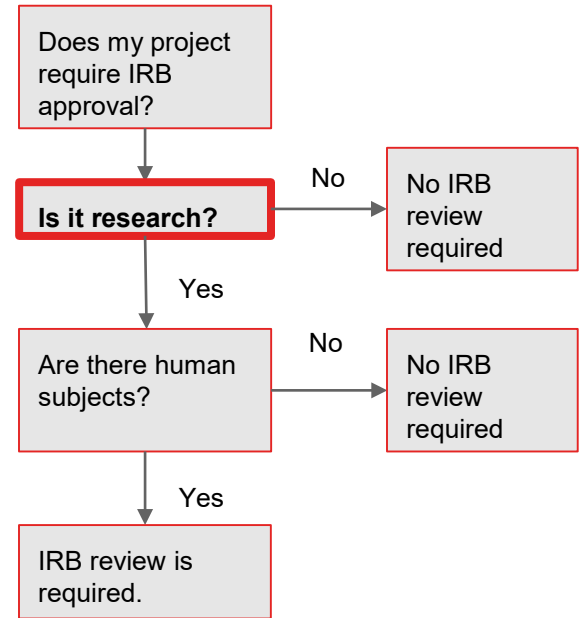 Does my project
require IRB
approval?
Is it research?
No
No IRB
review
required
Yes
Are there human
subjects?
No
No IRB
review
required
Yes
IRB review is
required.